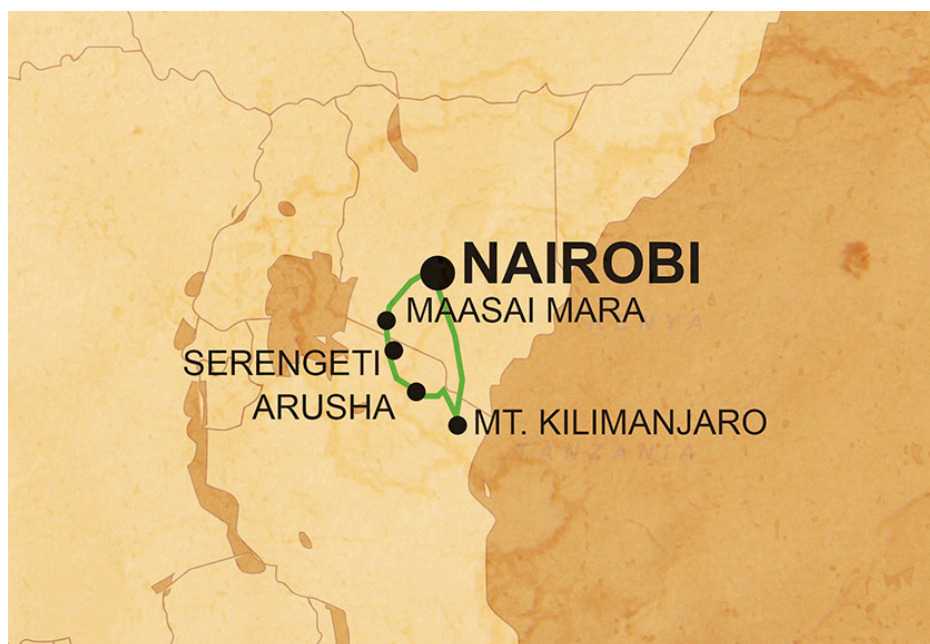 NAIROBI
MAASAI MARA
KENYA
SERENGETI
ARUSHA
MT. KILIMANJARO
TANZANIA